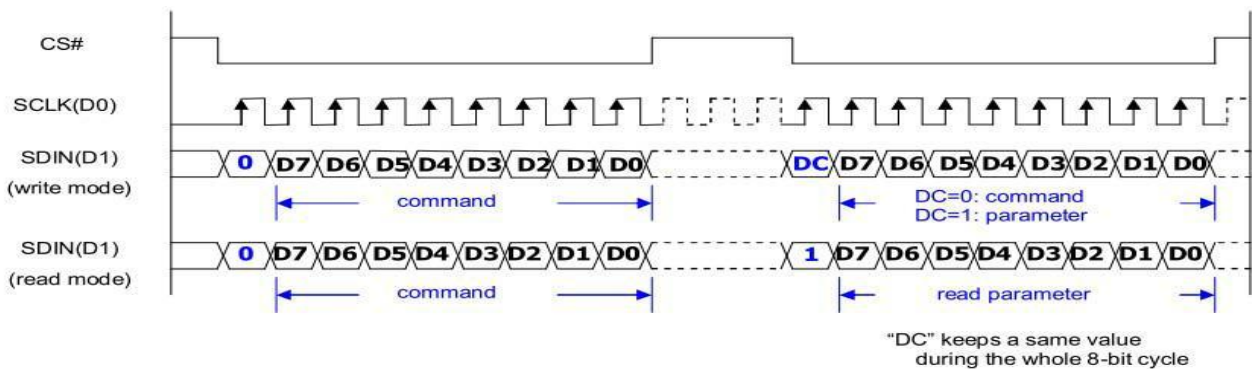 CS#
SCLK(D0)
SDIN(D1) 0 D7 D6 D5 D4 D3 D2 D1 D0 DC D7 D6 D5 D4 D3 D2 D1 D0
(write mode)
command
DC=0: command
DC=1: parameter
SDIN(D1) 0 D7 D6 D5 D4 D3 D2 D1 D0 1 D7 D6 D5 D4 D3 D2 D1 D0
(read mode)
command read parameter
“DC” keeps a same value
during the whole 8-bit cycle